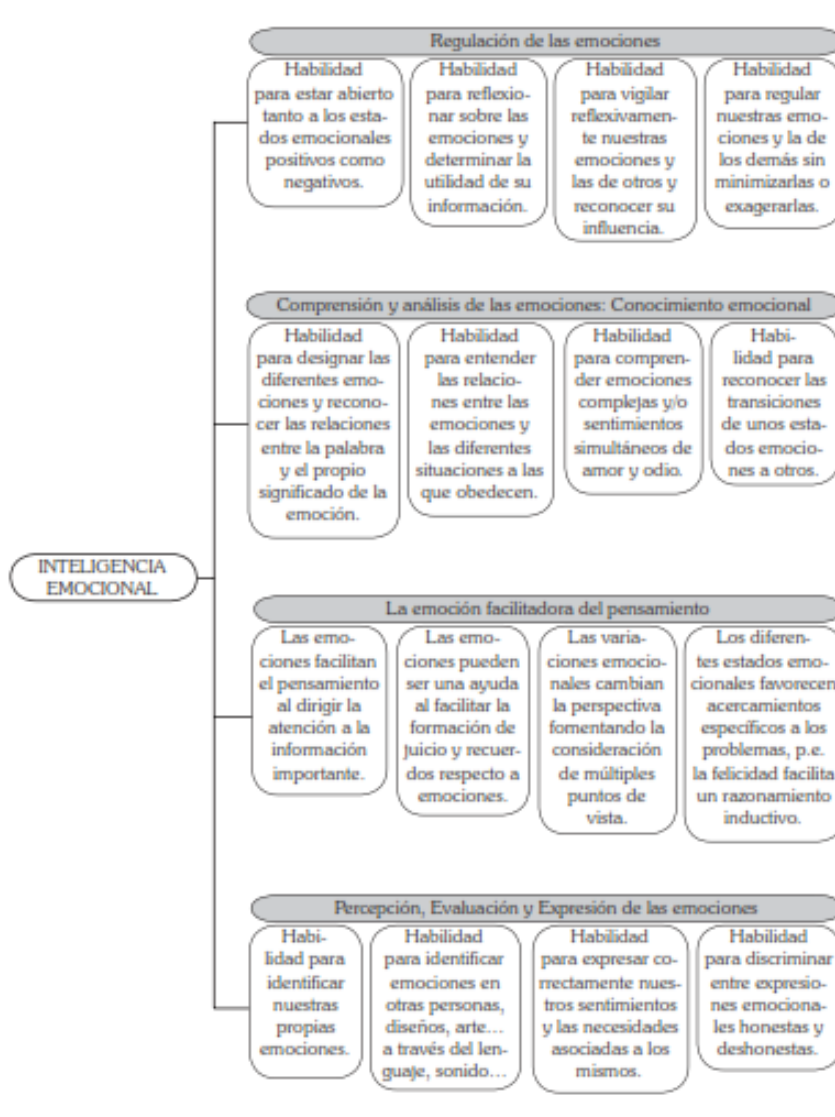 Regulación de las emociones
Habilidad
para estar abierto
tanto a los esta-
dos emocionales
positivos como
negativos.
Habilidad
para reflexio-
nar sobre las
emociones y
determinar la
utilidad de su
información.
Habilidad
para vigilar
reflexivamen-
te nuestras
emociones y
las de otros y
reconocer su
influencia.
Habilidad
para regular
nuestras emo-
ciones y la de
los demás sin
minimizarlas o
exagerarlas.
Comprensión y análisis de las emociones: Conocimiento emocional
Habilidad
para designar las
diferentes emo-
ciones y recono-
cer las relaciones
entre la palabra
y el propio
significado de la
emoción.
Habilidad
para entender
las relacio-
nes entre las
emociones y
las diferentes
situaciones a las
que obedecen.
Habilidad
para compren-
der emociones
complejas y/o
sentimientos
simultáneos de
amor y odio.
Habi-
lidad para
reconocer las
transiciones
de unos esta-
dos emocio-
nes a otros.
INTELIGENCIA
EMOCIONAL
La emoción facilitadora del pensamiento
Las emo-
ciones facilitan
el pensamiento
al dirigir la
atención a la
información
importante.
Las emo-
ciones pueden
ser una ayuda
al facilitar la
formación de
juicio y recuer-
dos respecto a
emociones.
Las varia-
ciones emocio-
nales cambian
la perspectiva
fomentando la
consideración
de múltiples
puntos de
vista.
Los diferen-
tes estados emo-
cionales favorecen
acercamientos
específicos a los
problemas, p.e.
la felicidad facilita
un razonamiento
inductivo.
Percepción, Evaluación y Expresión de las emociones
Habi-
lidad para
identificar
nuestras
propias
emociones.
Habilidad
para identificar
emociones en
otras personas,
diseños, arte...
a través del len-
guaje, sonido...
Habilidad
para expresar co-
rrectamente nues-
tros sentimientos
y las necesidades
asociadas a los
mismos.
Habilidad
para discriminar
entre expresio-
nes emociona-
les honestas y
deshonestas.